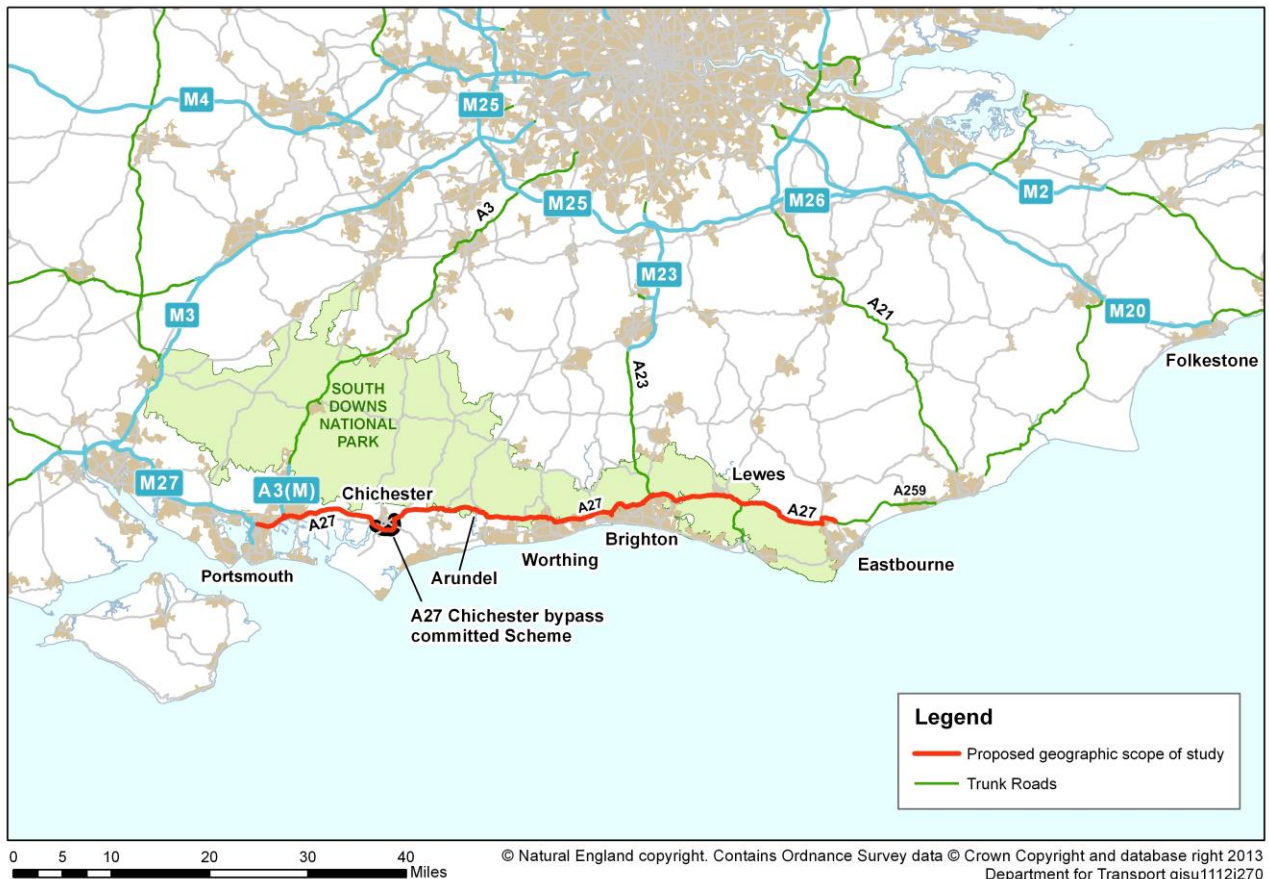 M4
M25
A3
M25
M26
M2
M23
M3
A21
M20
Folkestone
A23
SOUTH
DOWNS
NATIONAL
PARK
M27
A3(M)
Chichester
Lewes
A259
A27
A27
A27
Portsmouth
Arundel
Worthing
Brighton
Eastbourne
A27 Chichester bypass
committed Scheme
Legend
Proposed geographic scope of study
Trunk Roads
0 5 10 20 30 40
Miles
© Natural England copyright. Contains Ordnance Survey data © Crown Copyright and database right 2013
Department for Transport gisu1112j270